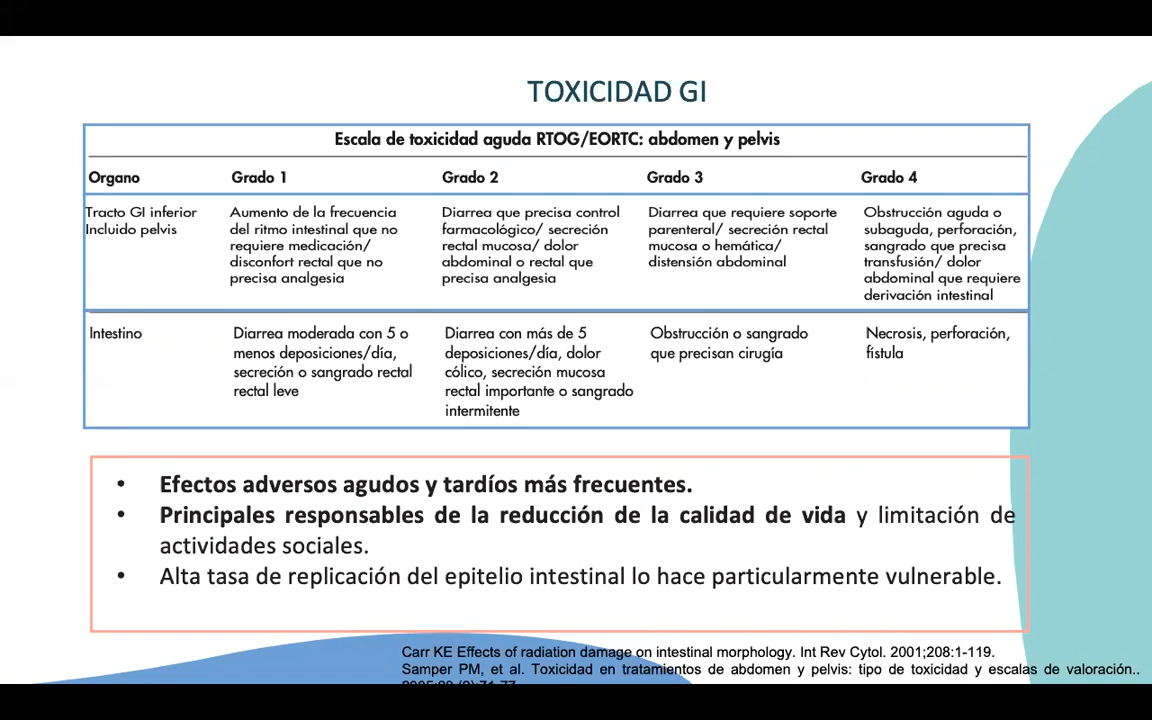 TOXICIDAD GI
Escala de toxicidad aguda RTOG/EORTC: abdomen y pelvis
Organo Grado 1 Grado 2 Grado 3 Grado 4
Tracto GI inferior
Incluido pelvis
Aumento de la frecuencia
del ritmo intestinal que no
requiere medicación/
disconfort rectal que no
precisa analgesia
Diarrea que precisa control
farmacológico/ secreción
rectal mucosa/ dolor
abdominal o rectal que
precisa analgesia
Diarrea que requiere soporte
parenteral/ secreción rectal
mucosa o hemática/
distensión abdominal
Obstrucción aguda o
subaguda, perforación,
sangrado que precisa
transfusión/ dolor
abdominal que requiere
derivación intestinal
Intestino
Diarrea moderada con 5 o
menos deposiciones/día,
secreción o sangrado rectal
rectal leve
Diarrea con más de 5
deposiciones/día, dolor
cólico, secreción mucosa
rectal importante o sangrado
intermitente
Obstrucción o sangrado
que precisan cirugía
Necrosis, perforación,
fístula
• Efectos adversos agudos y tardíos más frecuentes.
• Principales responsables de la reducción de la calidad de vida y limitación de
actividades sociales.
• Alta tasa de replicación del epitelio intestinal lo hace particularmente vulnerable.
Carr KE Effects of radiation damage on intestinal morphology. Int Rev Cytol. 2001;208:1-119.
Samper PM, et al. Toxicidad en tratamientos de abdomen y pelvis: tipo de toxicidad y escalas de valoración..